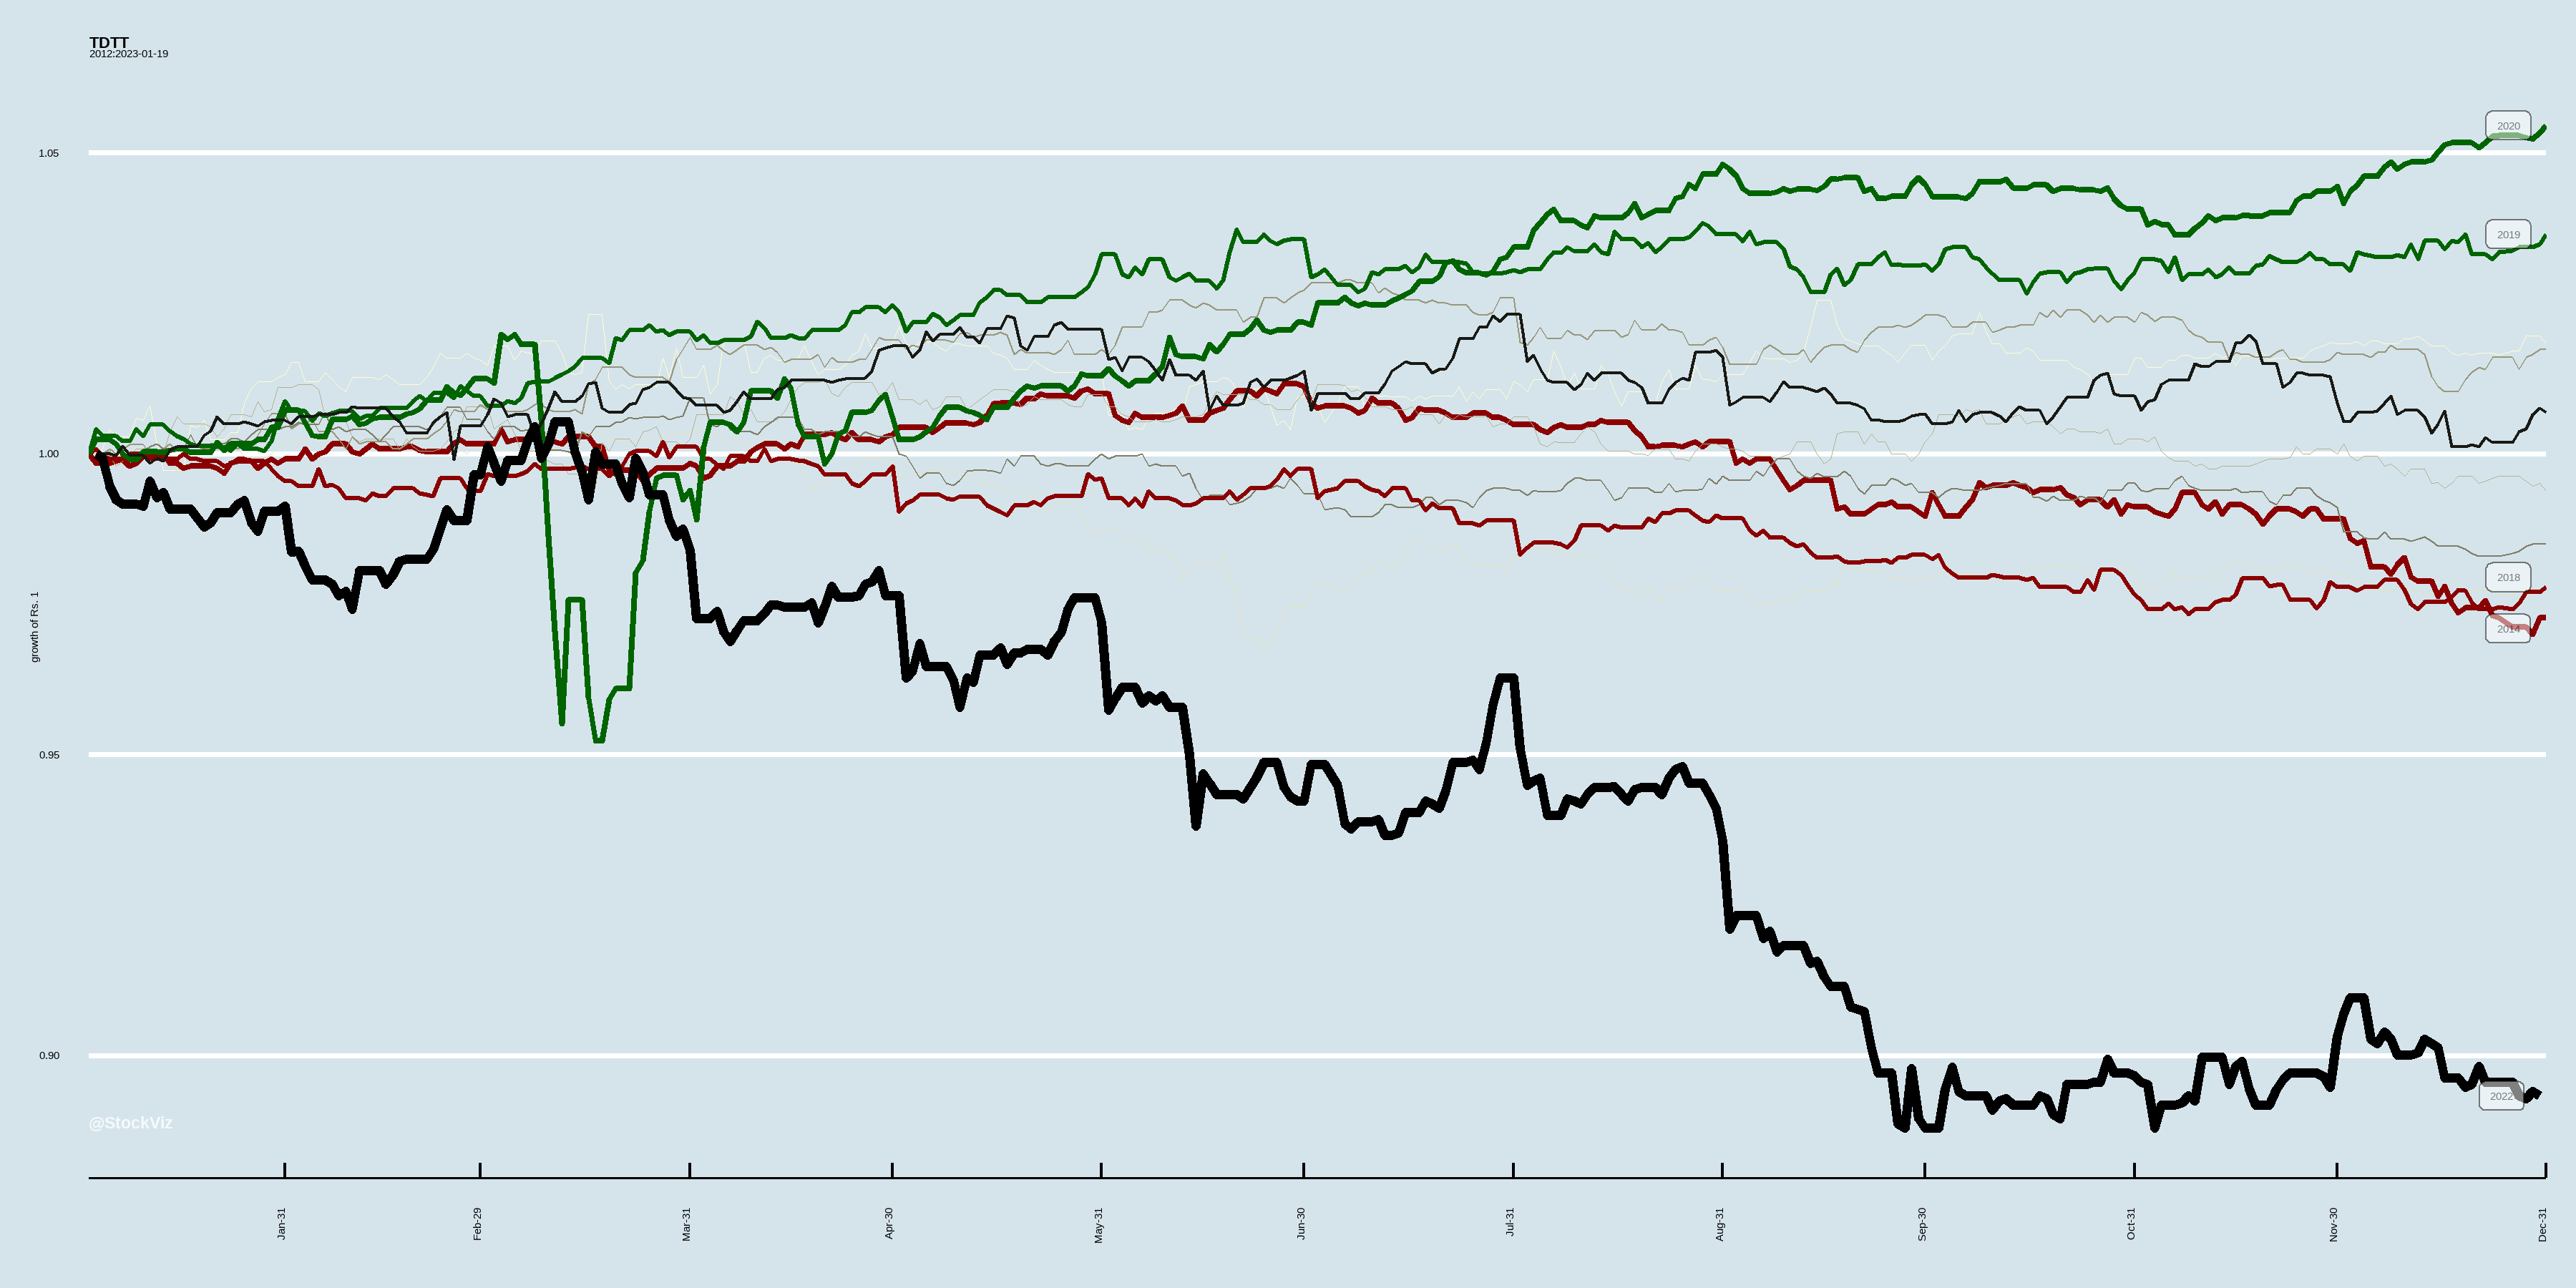 TDTT
2012:2023-01-19
2020
1.05
2019
1.00
2018
growth of Rs. 1
2014
0.95
0.90
2022
@StockViz
Jan-31
Feb-29
Mar-31
Apr-30
May-31
Jun-30
Jul-31
Aug-31
Sep-30
Oct-31
Nov-30
Dec-31